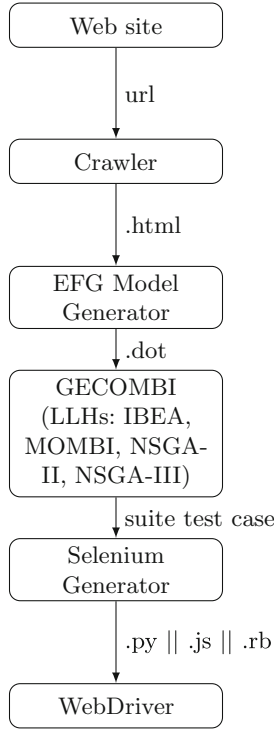 Web site
url
Crawler
.html
EFG Model
Generator
.dot
GECOMBI
(LLHs: IBEA,
MOMBI, NSGA-
II, NSGA-III)
suite test case
Selenium
Generator
.py || .js || .rb
WebDriver